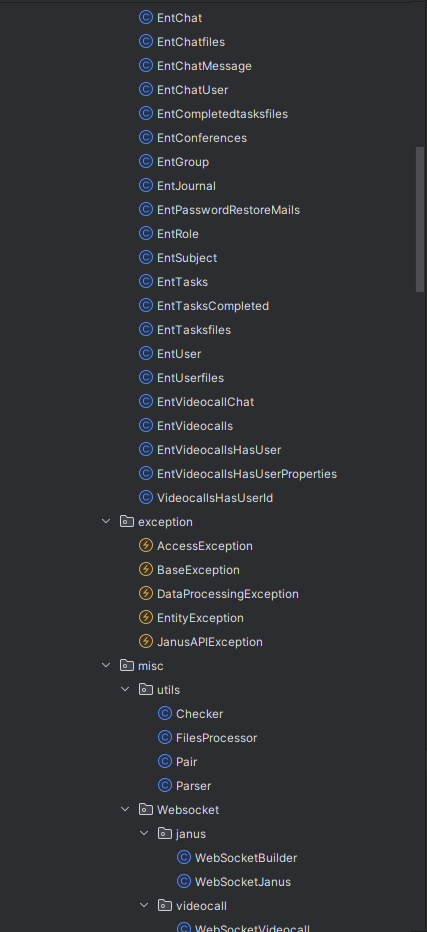 EntChat
EntChatfiles
EntChatMessage
EntChatUser
EntCompletedtasksfiles
EntConferences
EntGroup
EntJournal
EntPasswordRestoreMails
EntRole
EntSubject
EntTasks
EntTasksCompleted
EntTasksfiles
EntUser
EntUserfiles
EntVideocallChat
EntVideocalls
EntVideocallsHasUser
EntVideocallsHasUserProperties
VideocallsHasUserId
exception
AccessException
BaseException
DataProcessingException
EntityException
JanusAPIException
misc
utils
Checker
FilesProcessor
Pair
Parser
Websocket
janus
WebSocketBuilder
WebSocketJanus
videocall
WebSocketVideocall